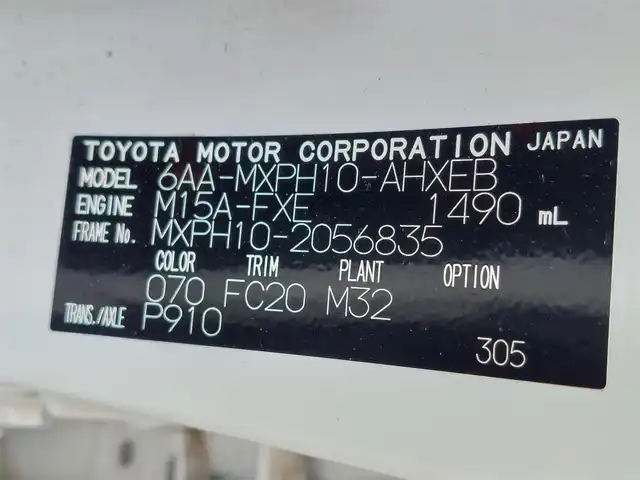 TOYOTA MOTOR CORPORATION JAPAN
MODEL 6AA-MXPH10-AHXEB
ENGINE M15A-FXE 1490 mL
FRAME No. MXPH10-2056835
COLOR TRIM PLANT OPTION
070 FC20 M32
TRANS./AXLE P910
305